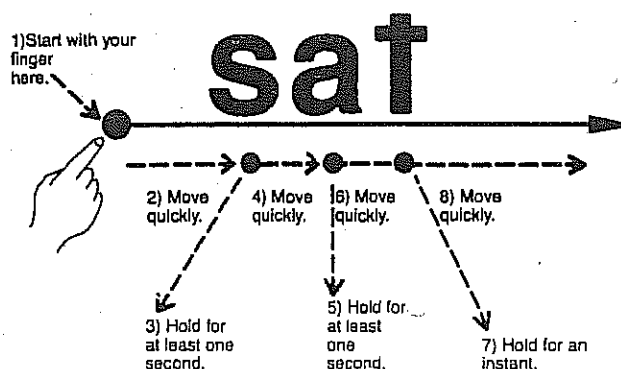 sat
1)Start with your
finger
here.
2) Move
quickly.
4) Move
quickly.
6) Move
quickly.
8) Move
quickly.
3) Hold for
at least one
second.
5) Hold for
at least
one
second.
7) Hold for an
instant.